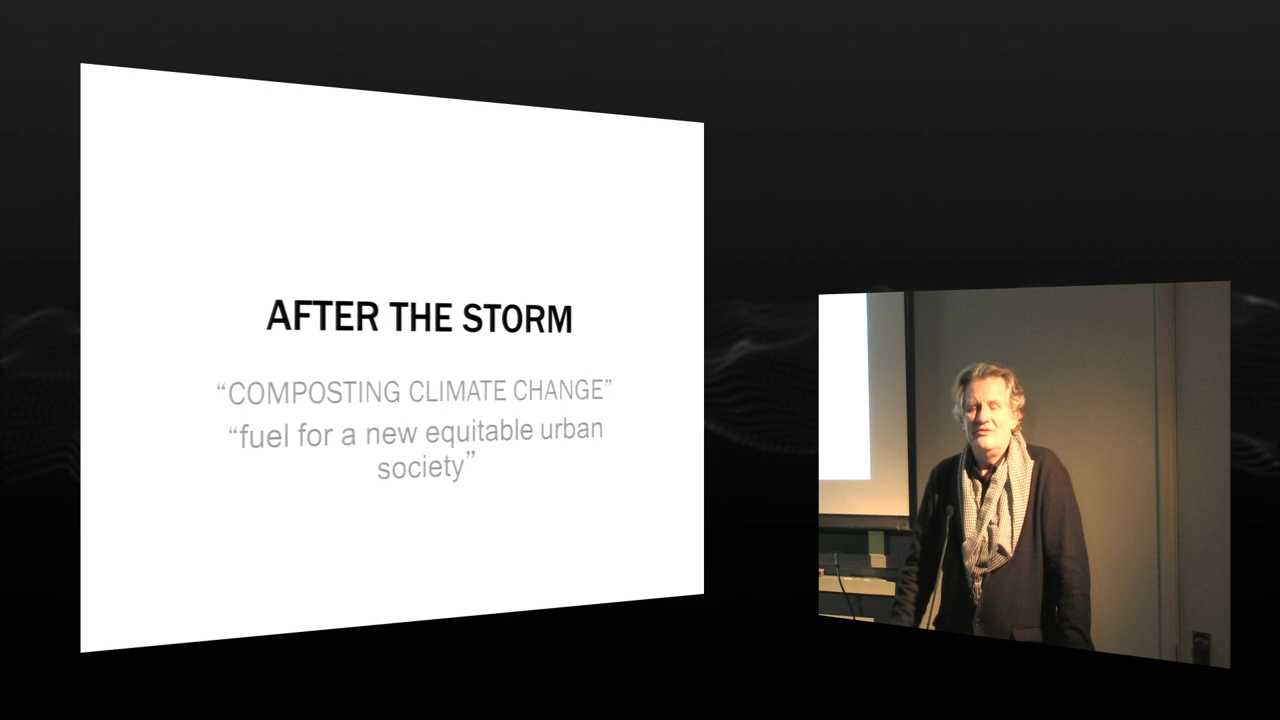 AFTER THE STORM
“COMPOSTING CLIMATE CHANGE”
“fuel for a new equitable urban
society”